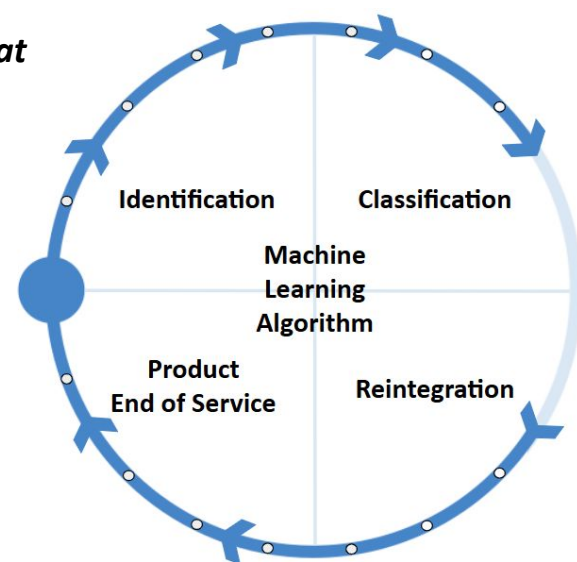 at
Identification
Classification
Machine
Learning
Algorithm
Product
End of Service
Reintegration